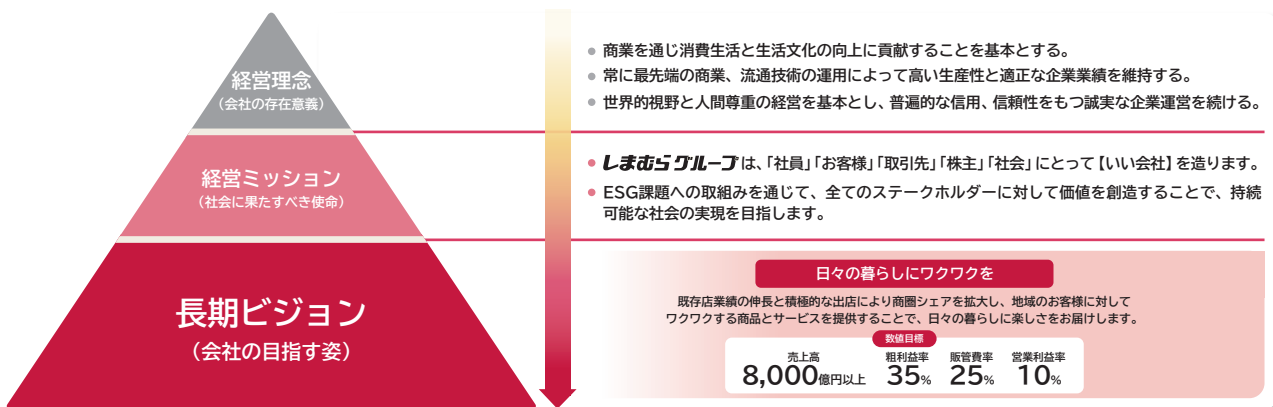 経営理念
（会社の存在意義）
商業を通じ消費生活と生活文化の向上に貢献することを基本とする。
常に最先端の商業、流通技術の運用によって高い生産性と適正な企業業績を維持する。
世界的視野と人間尊重の経営を基本とし、普遍的な信用、信頼性をもつ誠実な企業運営を続ける。
経営ミッション
（社会に果たすべき使命）
しまむらグループは、「社員」「お客様」「取引先」「株主」「社会」にとって【いい会社】を造ります。
ESG課題への取組みを通じて、全てのステークホルダーに対して価値を創造することで、持続
可能な社会の実現を目指します。
長期ビジョン
（会社の目指す姿）
日々の暮らしにワクワクを
既存店業績の伸長と積極的な出店により商圏シェアを拡大し、地域のお客様に対して
ワクワクする商品とサービスを提供することで、日々の暮らしに楽しさをお届けします。
数値目標
売上高 粗利益率 販管費率 営業利益率
8,000億円以上 35% 25% 10%